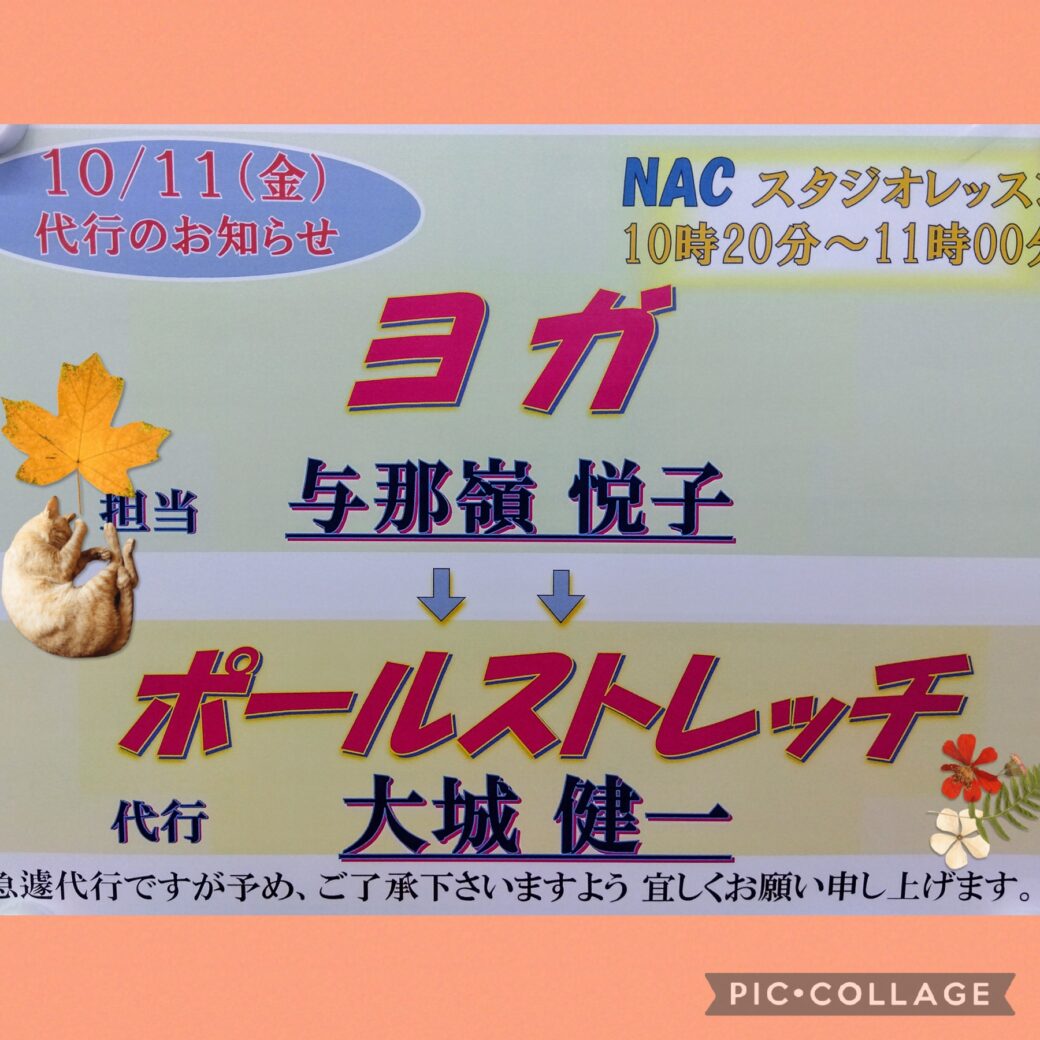 10/11(金)
代行のお知らせ
NAC スタジオレッスン
10時20分～11時00分
ヨガ
担当 与那嶺 悦子
ポールストレッチ
代行 大城 健一
急遽代行ですが予め、ご了承下さいますよう 宜しくお願い申し上げます。
PIC•COLLAGE